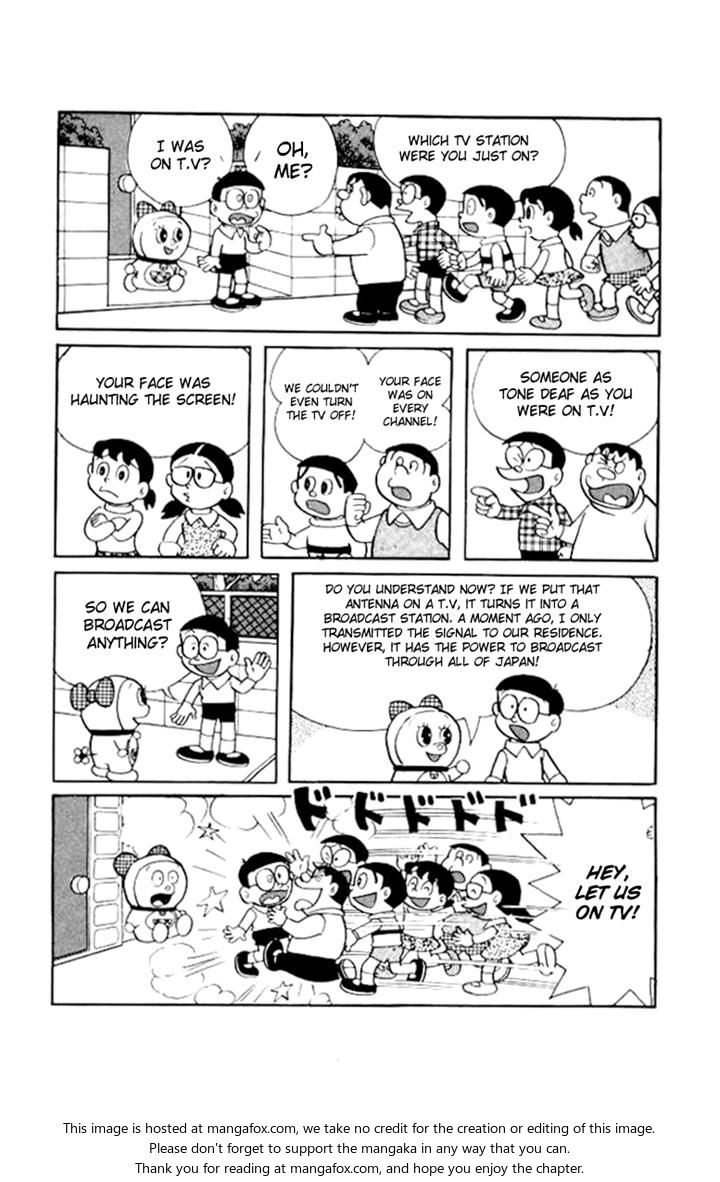 WHICH TV STATION
WERE YOU JUST ON?
OH,
ME?
I WAS
ON T.V?
SOMEONE AS
TONE DEAF AS YOU
WERE ON T.V!
YOUR FACE
WAS ON
EVERY
CHANNEL!
WE COULDN'T
EVEN TURN
THE TV OFF!
YOUR FACE WAS
HAUNTING THE SCREEN!
DO YOU UNDERSTAND NOW? IF WE PUT THAT
ANTENNA ON A T.V, IT TURNS IT INTO A
BROADCAST STATION. A MOMENT AGO, I ONLY
TRANSMITTED THE SIGNAL TO OUR RESIDENCE.
HOWEVER, IT HAS THE POWER TO BROADCAST
THROUGH ALL OF JAPAN!
SO WE CAN
BROADCAST
ANYTHING?
HEY,
LET US
ON TV!
ドドドドド
This image is hosted at mangafox.com, we take no credit for the creation or editing of this image.
Please don't forget to support the mangaka in any way that you can.
Thank you for reading at mangafox.com, and hope you enjoy the chapter.